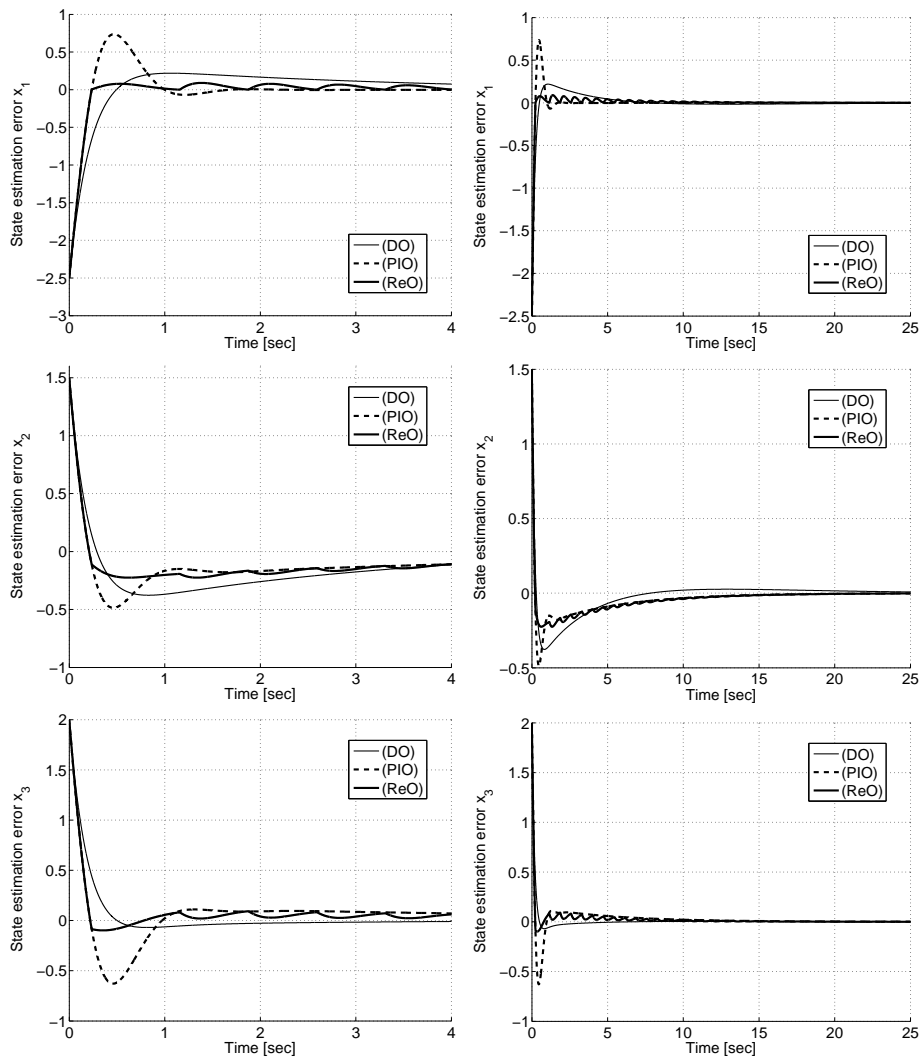 State estimation error x1
1
0.5
0
−0.5
−1
−1.5
−2
−2.5
−3
0
1
2
3
4
Time [sec]
(DO)
(PIO)
(ReO)
State estimation error x1
1
0.5
0
−0.5
−1
−1.5
−2
−2.5
0
5
10
15
20
25
Time [sec]
(DO)
(PIO)
(ReO)
State estimation error x2
1.5
1
0.5
0
−0.5
−1
0
1
2
3
4
Time [sec]
(DO)
(PIO)
(ReO)
State estimation error x2
1.5
1
0.5
0
−0.5
0
5
10
15
20
25
Time [sec]
(DO)
(PIO)
(ReO)
State estimation error x3
2
1.5
1
0.5
0
−0.5
−1
0
1
2
3
4
Time [sec]
(DO)
(PIO)
(ReO)
State estimation error x3
2
1.5
1
0.5
0
−0.5
−1
0
5
10
15
20
25
Time [sec]
(DO)
(PIO)
(ReO)